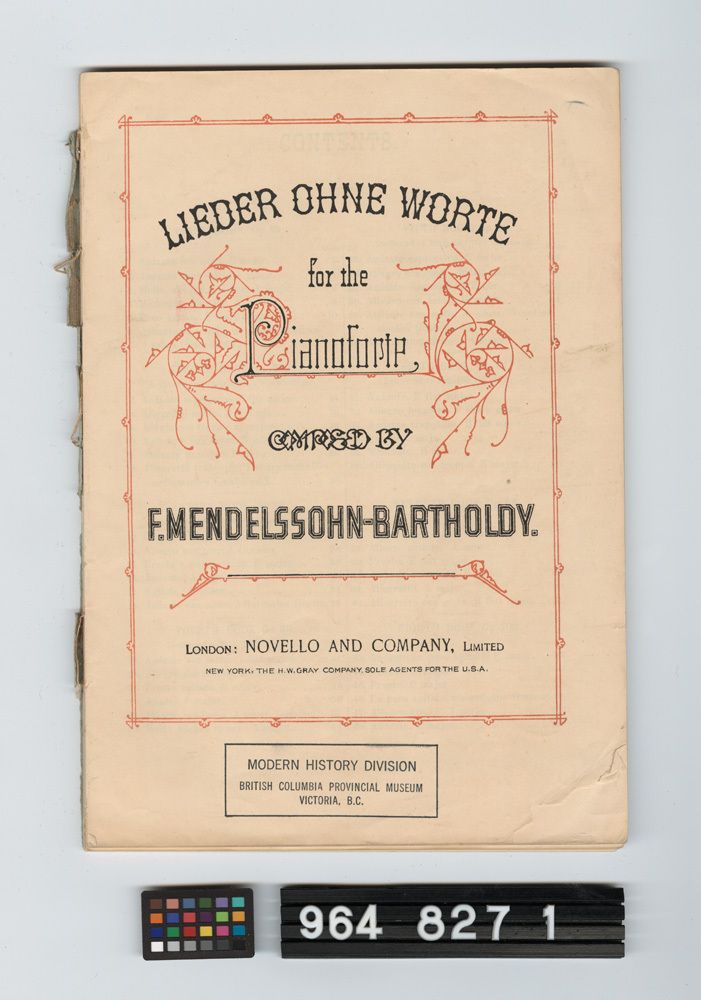 CONTENTS.
LIEDER OHNE WORTE
for the
Pianoforte,
COMPOSED BY
F. MENDELSSOHN-BARTHOLDY.
LONDON: NOVELLO AND COMPANY, LIMITED
NEW YORK: THE H.W. GRAY COMPANY, SOLE AGENTS FOR THE U.S.A.
MODERN HISTORY DIVISION
BRITISH COLUMBIA PROVINCIAL MUSEUM
VICTORIA, B.C.
964 827 1